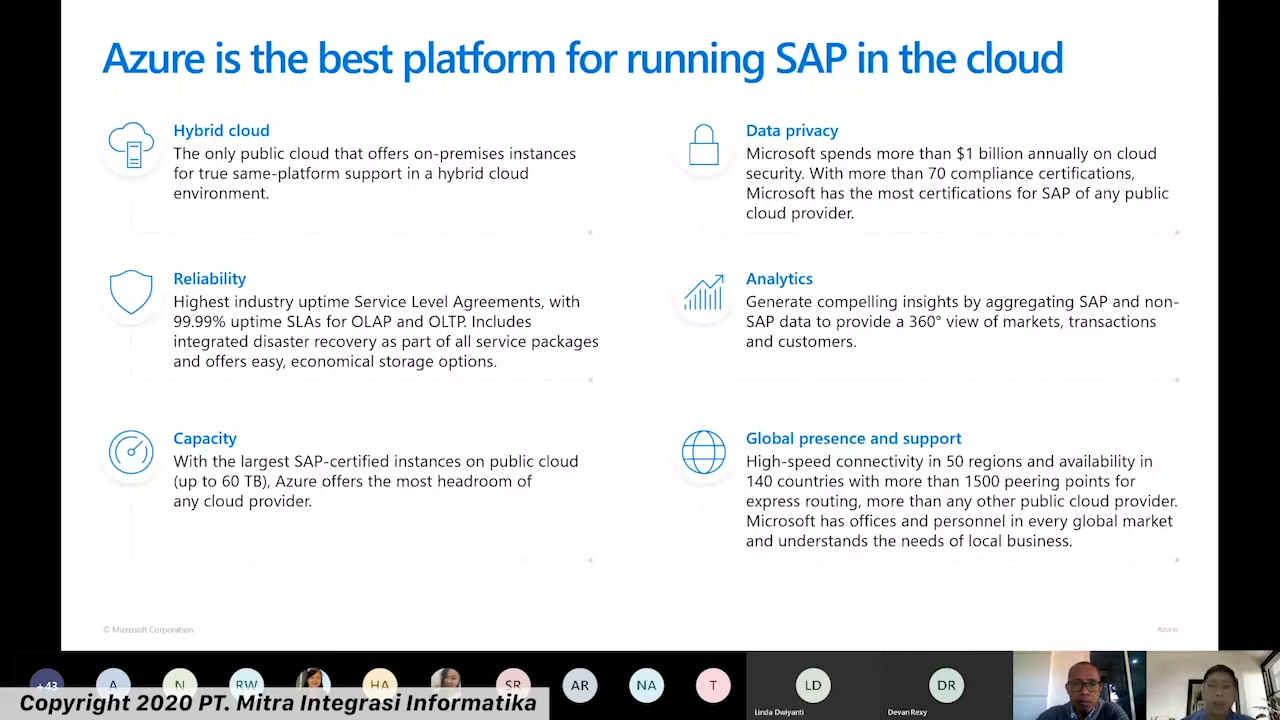 Azure is the best platform for running SAP in the cloud
Hybrid cloud
The only public cloud that offers on-premises instances
for true same-platform support in a hybrid cloud
environment.
Data privacy
Microsoft spends more than $1 billion annually on cloud
security. With more than 70 compliance certifications,
Microsoft has the most certifications for SAP of any public
cloud provider.
Reliability
Highest industry uptime Service Level Agreements, with
99.99% uptime SLAs for OLAP and OLTP. Includes
integrated disaster recovery as part of all service packages
and offers easy, economical storage options.
Analytics
Generate compelling insights by aggregating SAP and non-
SAP data to provide a 360° view of markets, transactions
and customers.
Capacity
With the largest SAP-certified instances on public cloud
(up to 60 TB), Azure offers the most headroom of
any cloud provider.
Global presence and support
High-speed connectivity in 50 regions and availability in
140 countries with more than 1500 peering points for
express routing, more than any other public cloud provider.
Microsoft has offices and personnel in every global market
and understands the needs of local business.
© Microsoft Corporation
Azure
+43 A N RW HA SR AR NA T LD DR
Linda Dwiyanti
Devan Rexy
Copyright 2020 PT. Mitra Integrasi Informatika